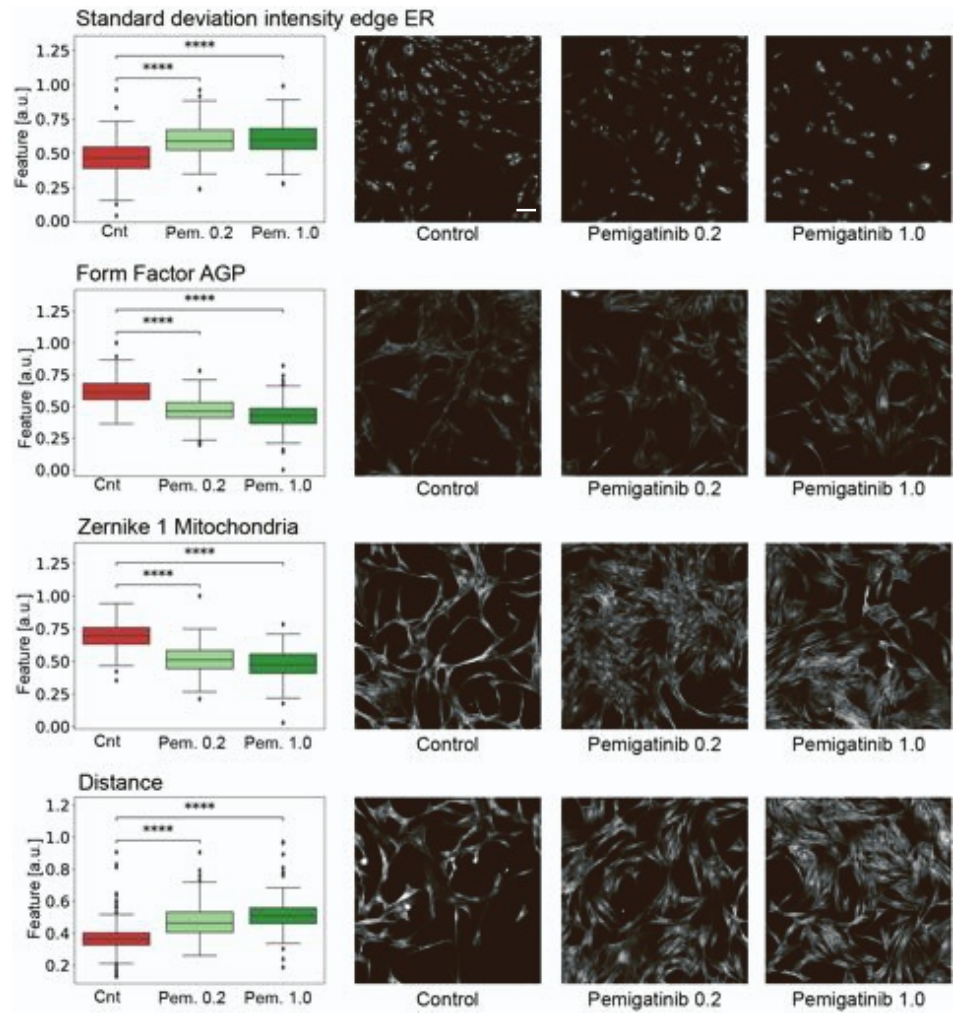 Standard deviation intensity edge ER
1.25
1.00
0.75
0.50
0.25
0.00
Feature [a.u.]
****
****
Cnt Pem. 0.2 Pem. 1.0
Control Pemigatinib 0.2 Pemigatinib 1.0
Form Factor AGP
1.25
1.00
0.75
0.50
0.25
0.00
Feature [a.u.]
****
****
Cnt Pem. 0.2 Pem. 1.0
Control Pemigatinib 0.2 Pemigatinib 1.0
Zernike 1 Mitochondria
1.25
1.00
0.75
0.50
0.25
0.00
Feature [a.u.]
****
****
Cnt Pem. 0.2 Pem. 1.0
Control Pemigatinib 0.2 Pemigatinib 1.0
Distance
1.2
1.0
0.8
0.6
0.4
0.2
Feature [a.u.]
****
****
Cnt Pem. 0.2 Pem. 1.0
Control Pemigatinib 0.2 Pemigatinib 1.0